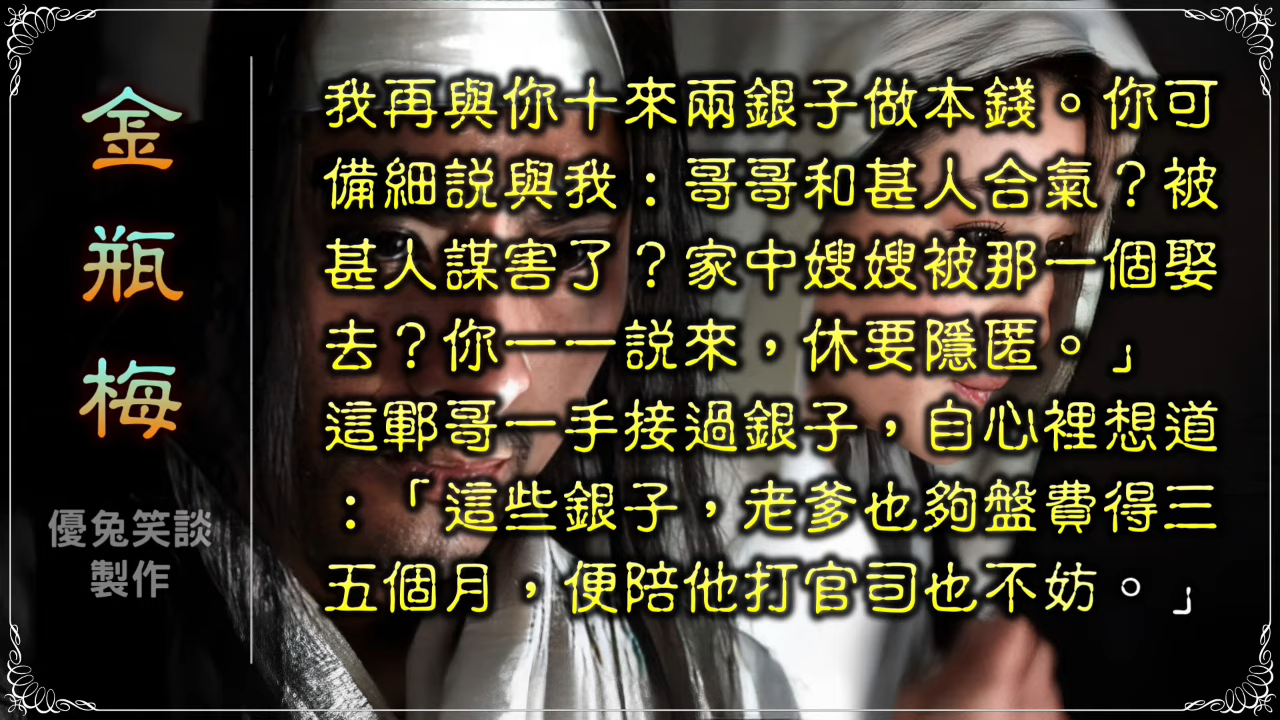 金瓶梅
優兔笑談
製作
我再與你十來兩銀子做本錢。你可
備細説與我：哥哥和甚人合氣？被
甚人謀害了？家中嫂嫂被那一個娶
去？你一一説來，休要隱匿。」
這鄆哥一手接過銀子，自心裡想道
：「這些銀子，老爹也夠盤費得三
五個月，便陪他打官司也不妨。」